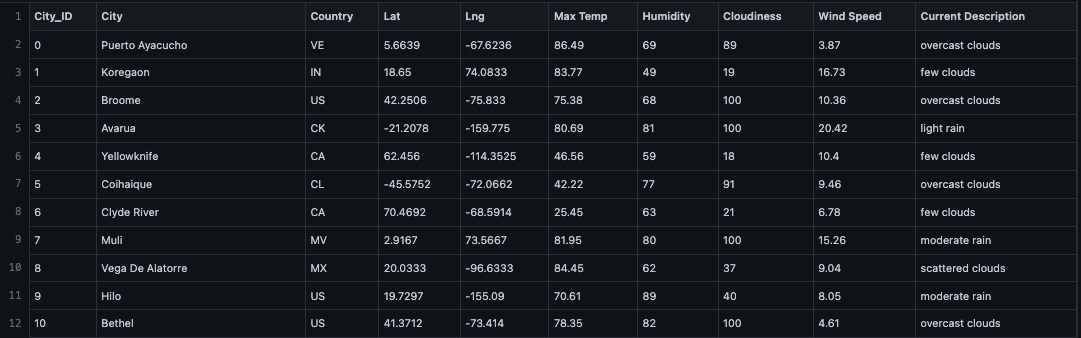 1 City_ID City Country Lat Lng Max Temp Humidity Cloudiness Wind Speed Current Description
2 0 Puerto Ayacucho VE 5.6639 -67.6236 86.49 69 89 3.87 overcast clouds
3 1 Koregaon IN 18.65 74.0833 83.77 49 19 16.73 few clouds
4 2 Broome US 42.2506 -75.833 75.38 68 100 10.36 overcast clouds
5 3 Avarua CK -21.2078 -159.775 80.69 81 100 20.42 light rain
6 4 Yellowknife CA 62.456 -114.3525 46.56 59 18 10.4 few clouds
7 5 Coihaique CL -45.5752 -72.0662 42.22 77 91 9.46 overcast clouds
8 6 Clyde River CA 70.4692 -68.5914 25.45 63 21 6.78 few clouds
9 7 Muli MV 2.9167 73.5667 81.95 80 100 15.26 moderate rain
10 8 Vega De Alatorre MX 20.0333 -96.6333 84.45 62 37 9.04 scattered clouds
11 9 Hilo US 19.7297 -155.09 70.61 89 40 8.05 moderate rain
12 10 Bethel US 41.3712 -73.414 78.35 82 100 4.61 overcast clouds